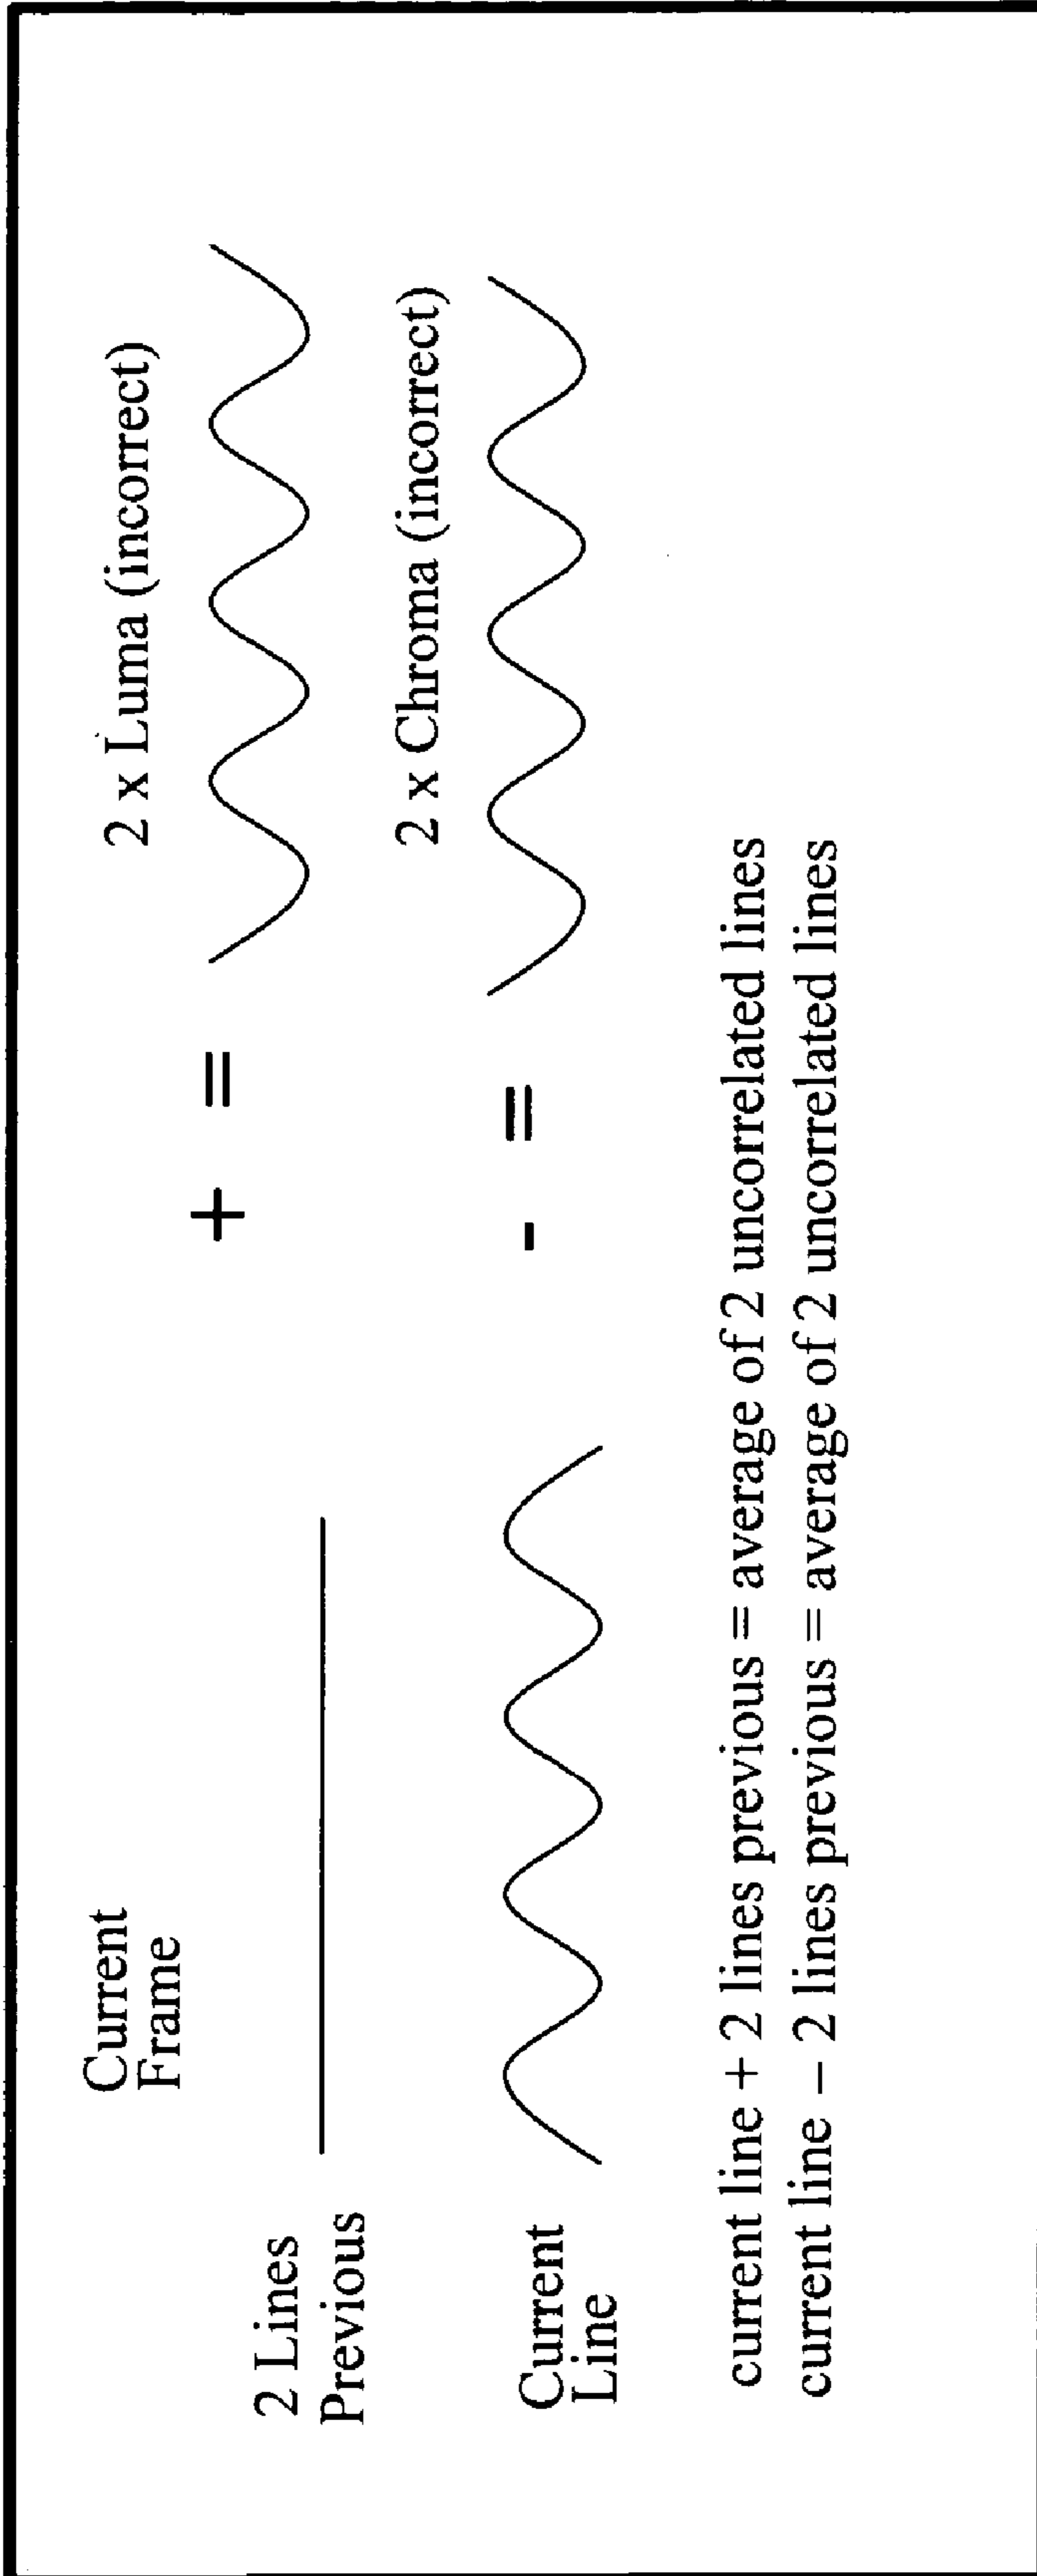 Current
Frame
2 Lines
Previous
+ =
2 x Luma (incorrect)
Current
Line
- =
2 x Chroma (incorrect)
current line + 2 lines previous = average of 2 uncorrelated lines
current line – 2 lines previous = average of 2 uncorrelated lines